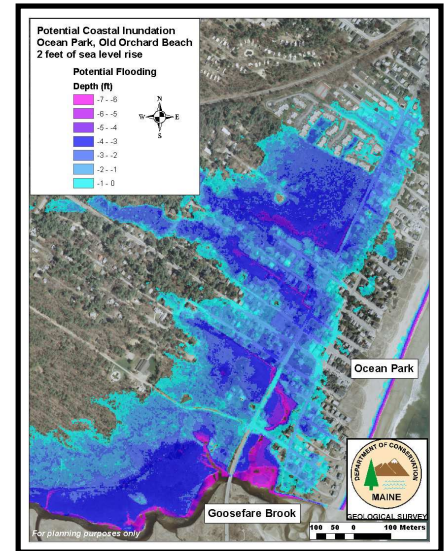 Potential Coastal Inundation
Ocean Park, Old Orchard Beach
2 feet of sea level rise
Potential Flooding
Depth (ft)
-7 - -6
-6 - -5
-5 - -4
-4 - -3
-3 - -2
-2 - -1
-1 - 0
N
W E
S
Ocean Park
Goosefare Brook
DEPARTMENT OF CONSERVATION
MAINE
GEOLOGICAL SURVEY
100 50 0 100 Meters
For planning purposes only